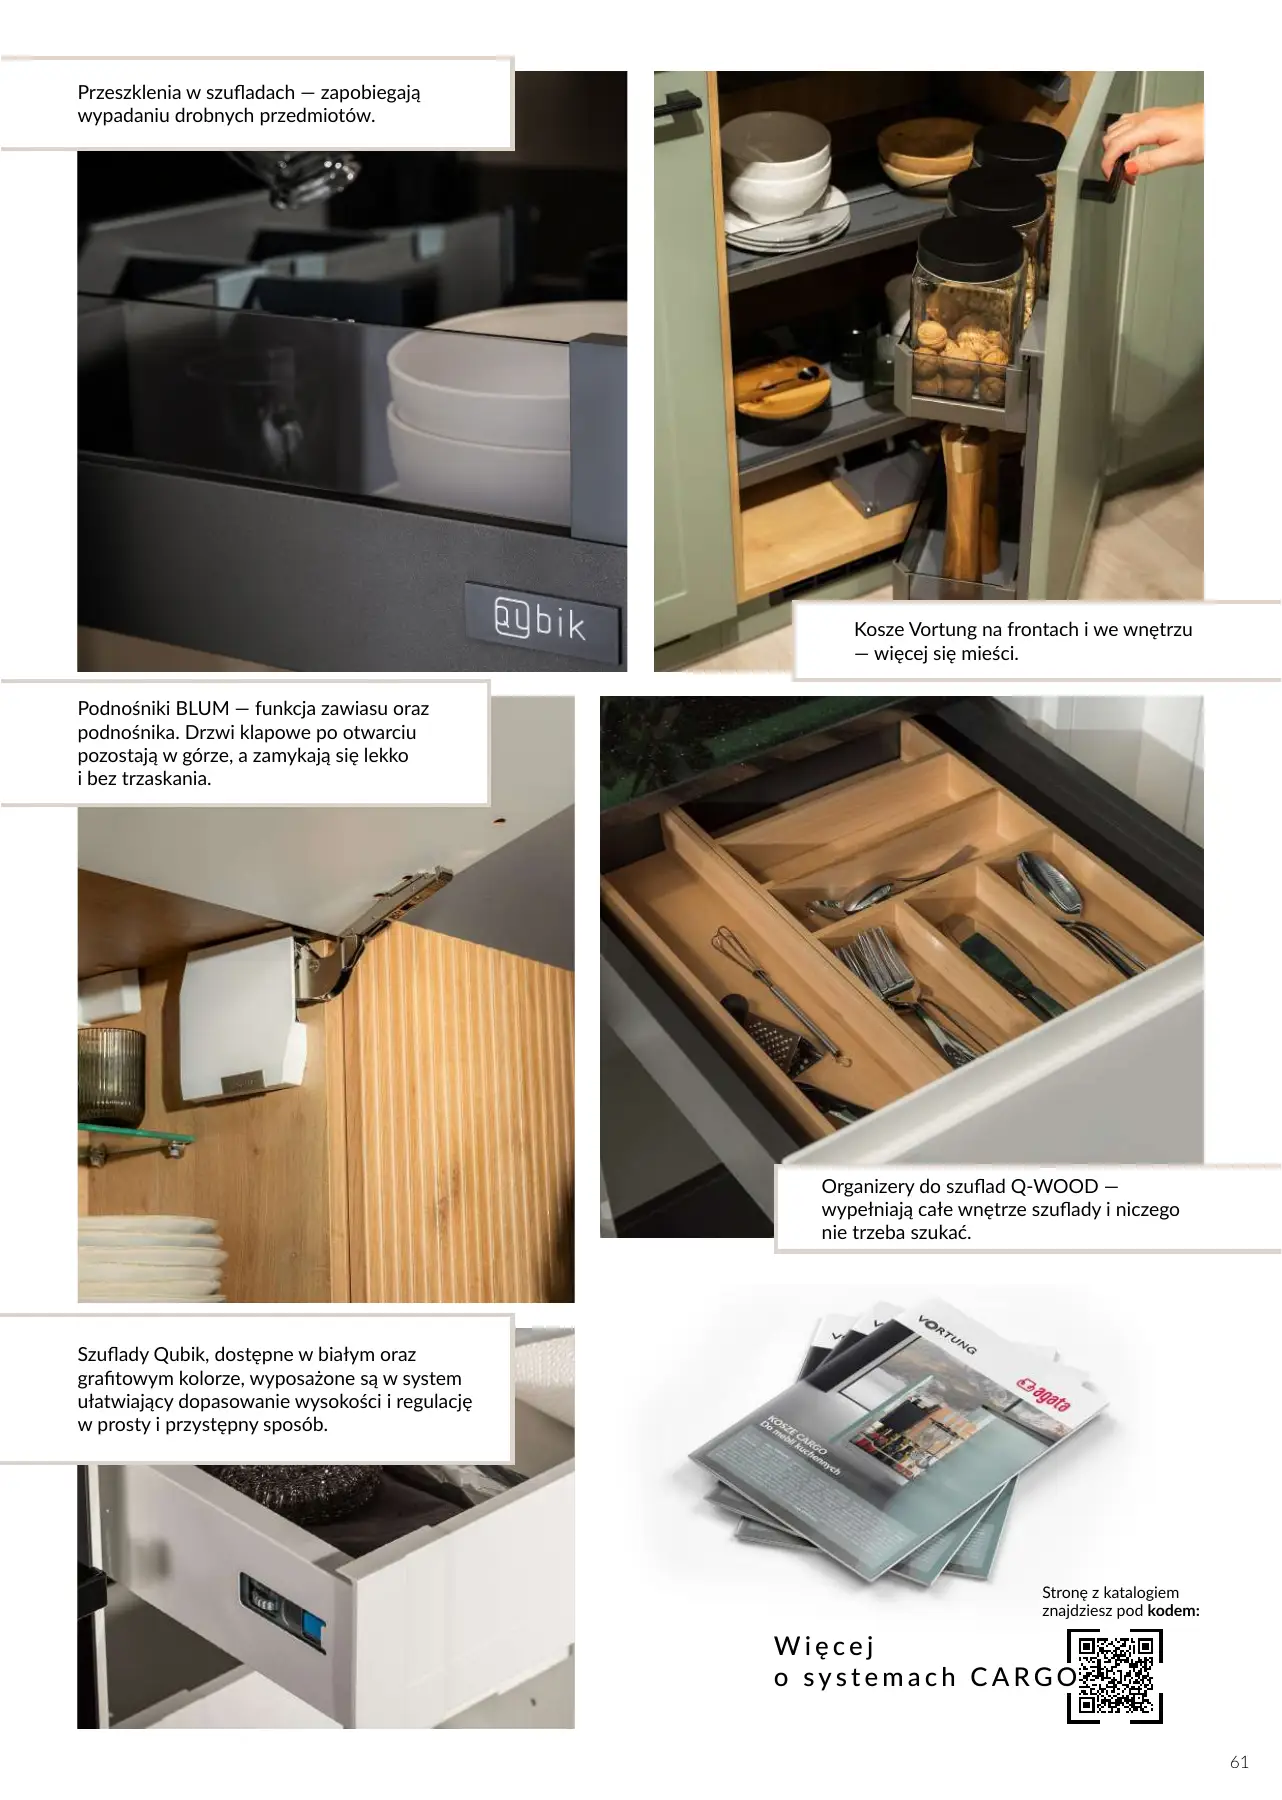 Przeszklenia w szufladach — zapobiegają
wypadaniu drobnych przedmiotów.
Qybik
Kosze Vortung na frontach i we wnętrzu
— więcej się mieści.
Podnośniki BLUM — funkcja zawiasu oraz
podnośnika. Drzwi klapowe po otwarciu
pozostają w górze, a zamykają się lekko
i bez trzaskania.
Organizery do szuflad Q-WOOD —
wypełniają całe wnętrze szuflady i niczego
nie trzeba szukać.
Szuflady Qubik, dostępne w białym oraz
grafitowym kolorze, wyposażone są w system
ułatwiający dopasowanie wysokości i regulację
w prosty i przystępny sposób.
VORTUNG
agata
KOSZE CARGO
Do mebli kuchennych
Stronę z katalogiem
znajdziesz pod kodem:
Więcej
o systemach CARGO
61